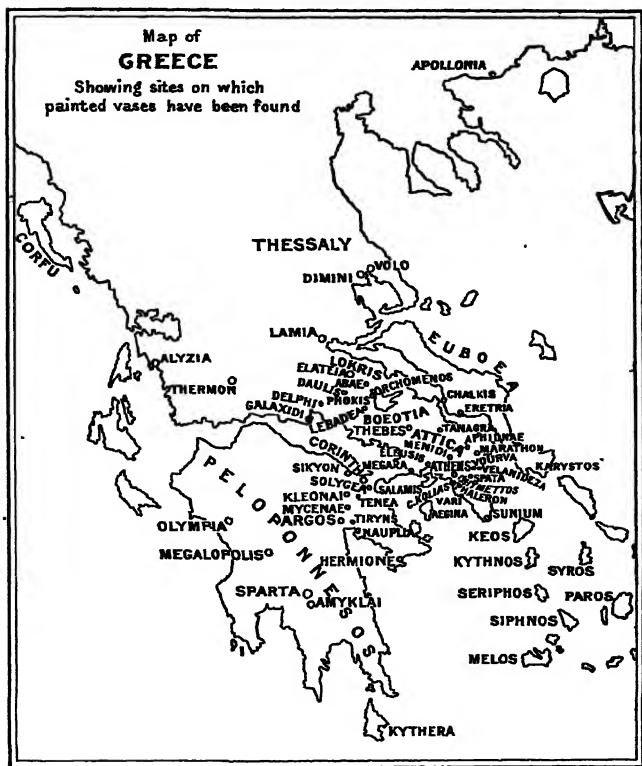 Map of
GREECE
Showing sites on which
painted vases have been found
APOLLONIA
CORFU
THESSALY
VOLO
DIMINI
LAMIA
EUBOEA
LOKRIS
ELATEIA
ABAE
ORCHOMENOS
DAULIS
PHOKIS
ALYZIA
THERMON
DELPHI
GALAXIDI
LEBADEA
CHALKIS
ERETRIA
BOEOTIA
THEBES
TANAGRA
ATTICA
APHIDNAE
MENIDI
MARATHON
VOURVA
ELEUSIS
ATHENS
VELANIDEZA
KARYSTOS
CORINTH
MEGARA
SPATA
SIKYON
SOLYGEA
SALAMIS
HYMETTOS
PHALERON
KLEONAI
TENEA
VARI
MYCENAE
AEGINA
SUNIUM
PELOPONNESOS
OLYMPIA
ARGOS
TIRYNS
NAUPLIA
KEOS
MEGALOPOLIS
HERMIONE
KYTHNOS
SYROS
SPARTA
AMYKLAI
SERIPHOS
PAROS
SIPHNOS
MELOS
KYTHERA